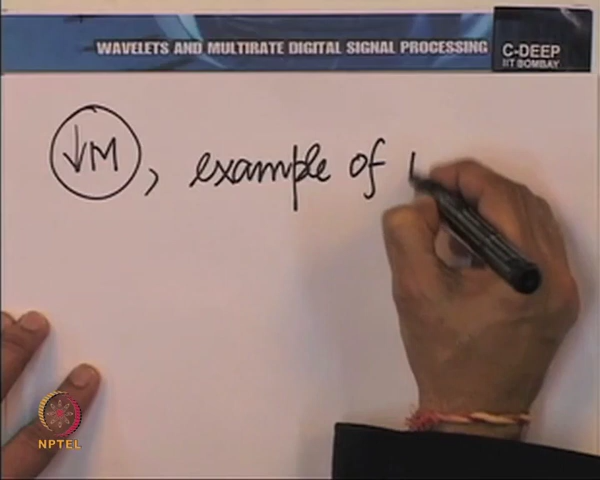 WAVELETS AND MULTIRATE DIGITAL SIGNAL PROCESSING
C-DEEP
IIT BOMBAY
↓M, example of
NPTEL